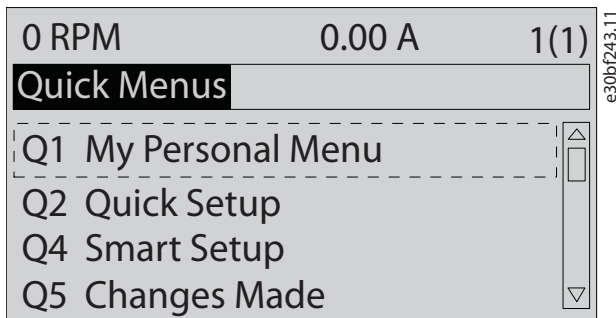 0 RPM 0.00 A 1(1)
Quick Menus
Q1 My Personal Menu
Q2 Quick Setup
Q4 Smart Setup
Q5 Changes Made
e30bf243.11